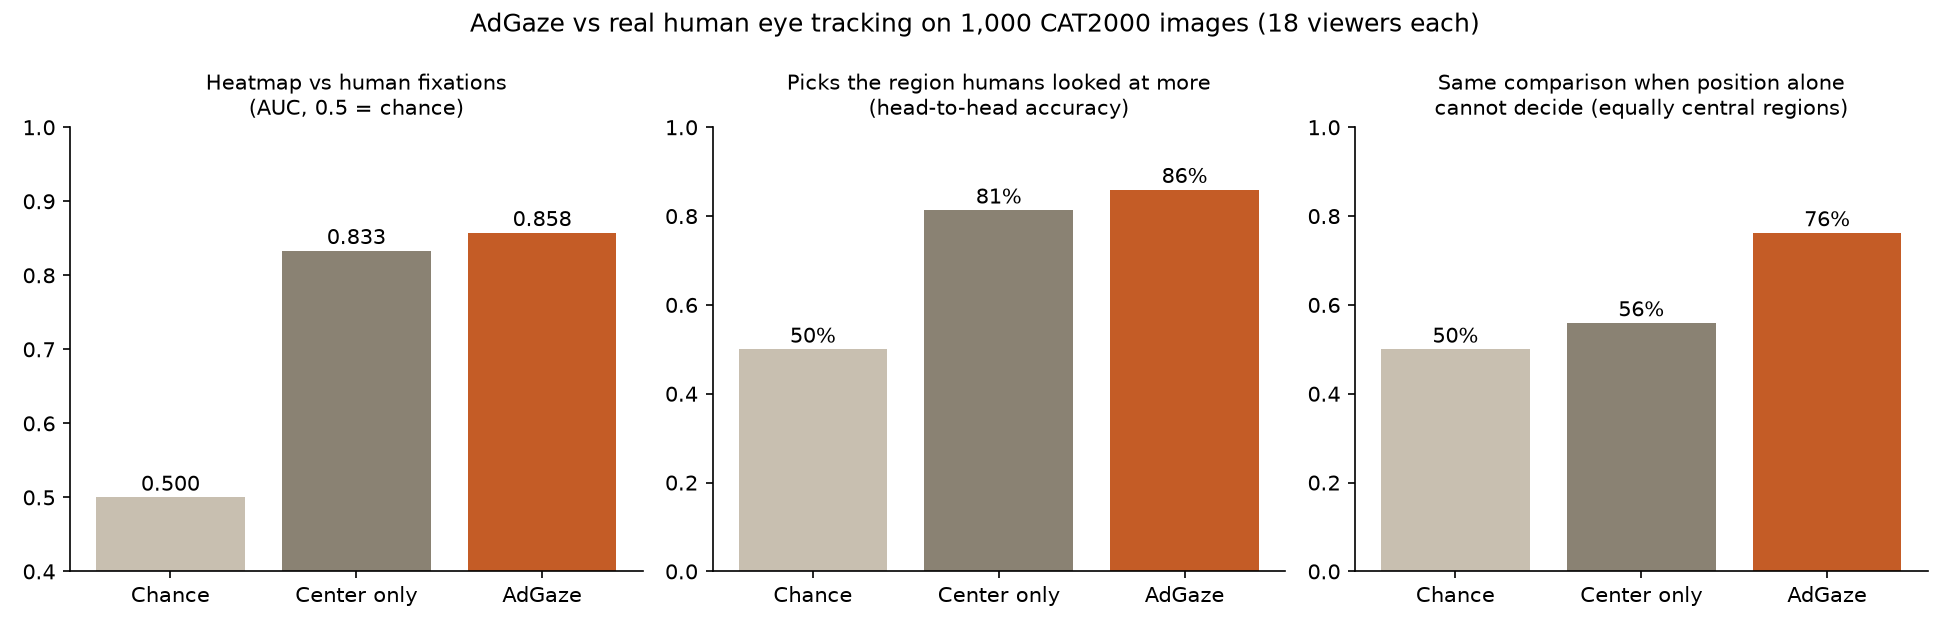 AdGaze vs real human eye tracking on 1,000 CAT2000 images (18 viewers each)
Heatmap vs human fixations
(AUC, 0.5 = chance)
1.0
0.9
0.8
0.7
0.6
0.5
0.4
0.500
0.833
0.858
Chance
Center only
AdGaze
Picks the region humans looked at more
(head-to-head accuracy)
1.0
0.8
0.6
0.4
0.2
0.0
50%
81%
86%
Chance
Center only
AdGaze
Same comparison when position alone
cannot decide (equally central regions)
1.0
0.8
0.6
0.4
0.2
0.0
50%
56%
76%
Chance
Center only
AdGaze